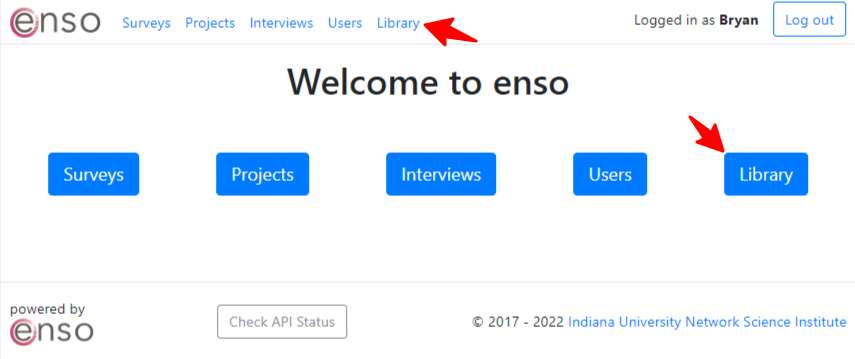 enso Surveys Projects Interviews Users Library Logged in as Bryan Log out
Welcome to enso
Surveys Projects Interviews Users Library
powered by
enso
Check API Status
© 2017 - 2022 Indiana University Network Science Institute